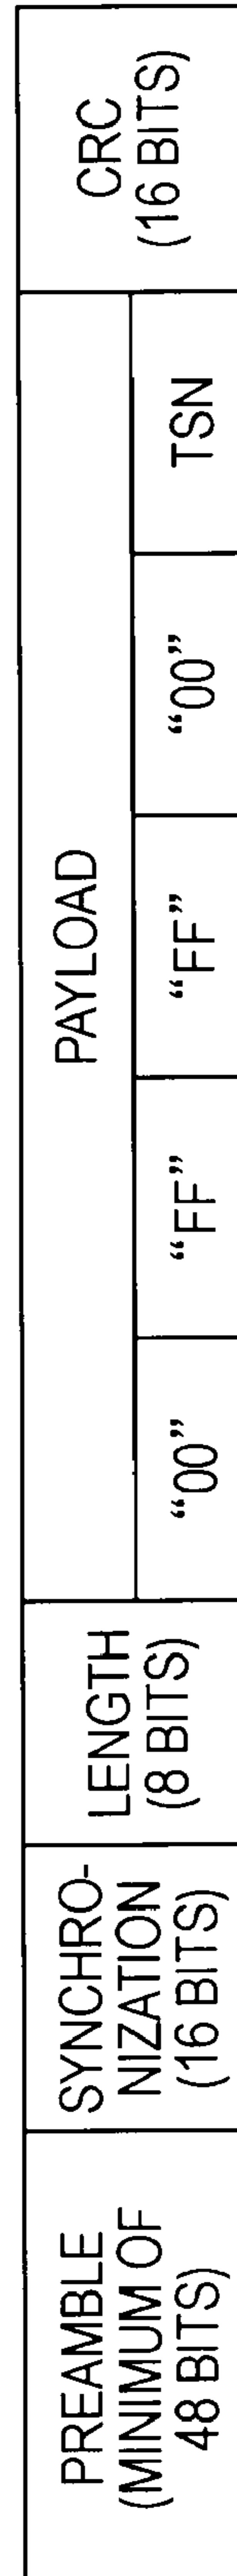 PREAMBLE
(MINIMUM OF
48 BITS)
SYNCHRO-
NIZATION
(16 BITS)
LENGTH
(8 BITS)
PAYLOAD
“00”
“FF”
“FF”
“00”
TSN
CRC
(16 BITS)